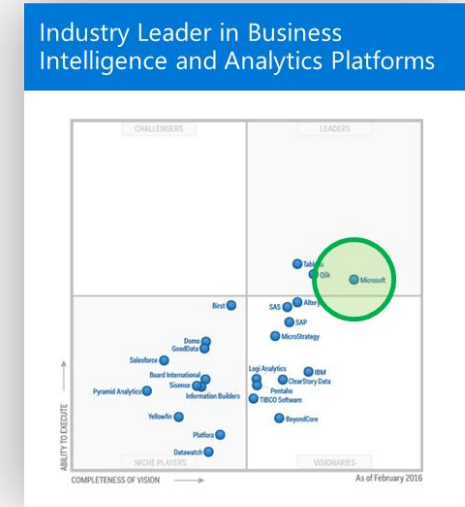 Industry Leader in Business
Intelligence and Analytics Platforms
CHALLENGERS
LEADERS
Tableau
Qlik
Microsoft
Birst
SAS
Altery
SAP
MicroStrategy
Domo
GoodData
Salesforce
Board International
Sisense
Information Builders
Pyramid Analytics
Logi Analytics
IBM
ClearStory Data
Pentaho
TIBCO Software
Yellowfin
BeyondCore
Platfora
Datawatch
ABILITY TO EXECUTE
NICHE PLAYERS
VISIONARIES
COMPLETENESS OF VISION
As of February 2016